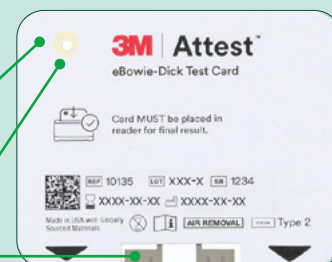 3M Attest™
eBowie-Dick Test Card
Card MUST be placed in
reader for final result.
REF 10135 LOT XXX-X SN 1234
XXXX-XX-XX XXXX-XX-XX
Made in USA with Globally
Sourced Materials
AIR REMOVAL Type 2